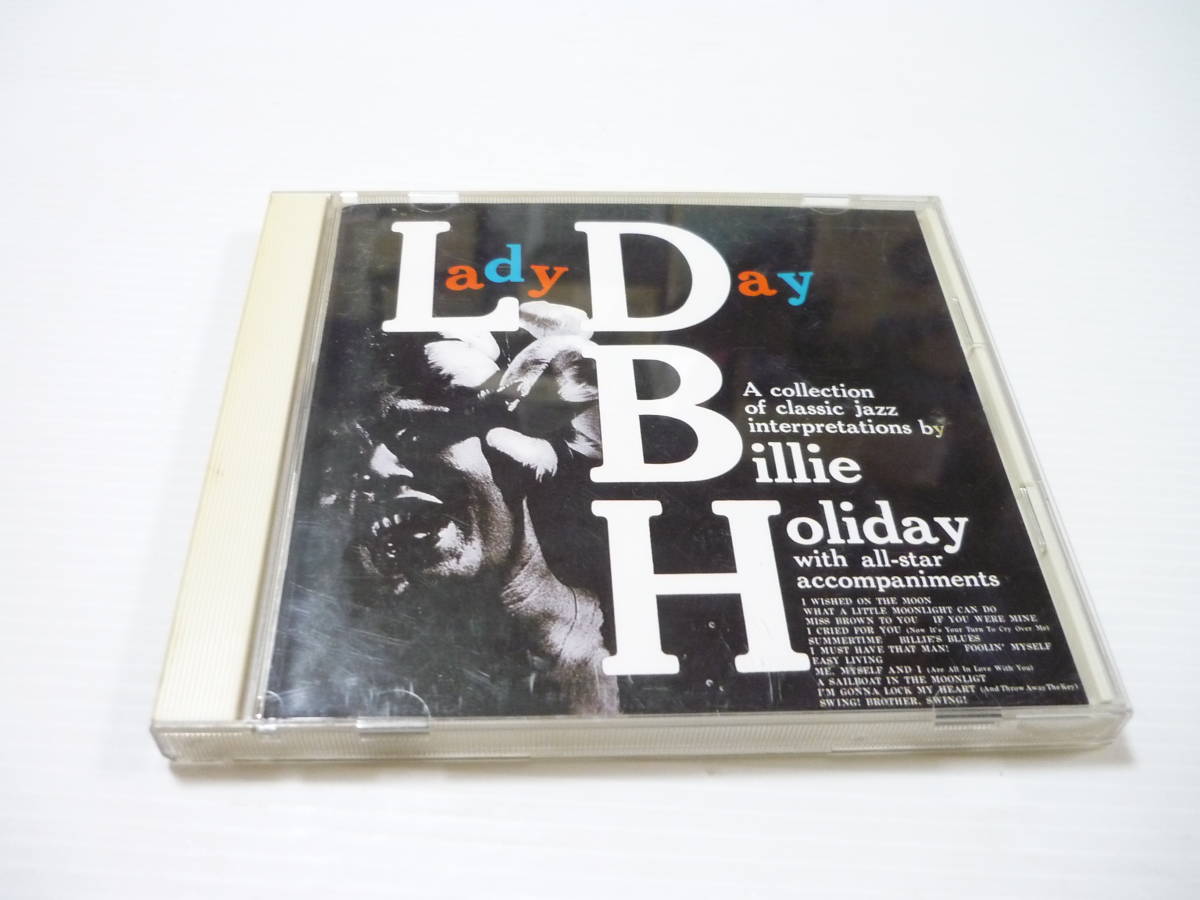 Lady Day
A collection
of classic jazz
interpretations by
Billie
Holiday
with all-star
accompaniments
I WISHED ON THE MOON
WHAT A LITTLE MOONLIGHT CAN DO
MISS BROWN TO YOU IF YOU WERE MINE
I CRIED FOR YOU (Now It's Your Turn To Cry Over Me)
SUMMERTIME BILLIE'S BLUES
I MUST HAVE THAT MAN! FOOLIN' MYSELF
EASY LIVING
ME, MYSELF AND I (Are All In Love With You)
A SAILBOAT IN THE MOONLIGT
I'M GONNA LOCK MY HEART (And Throw Away The Key)
SWING! BROTHER, SWING!